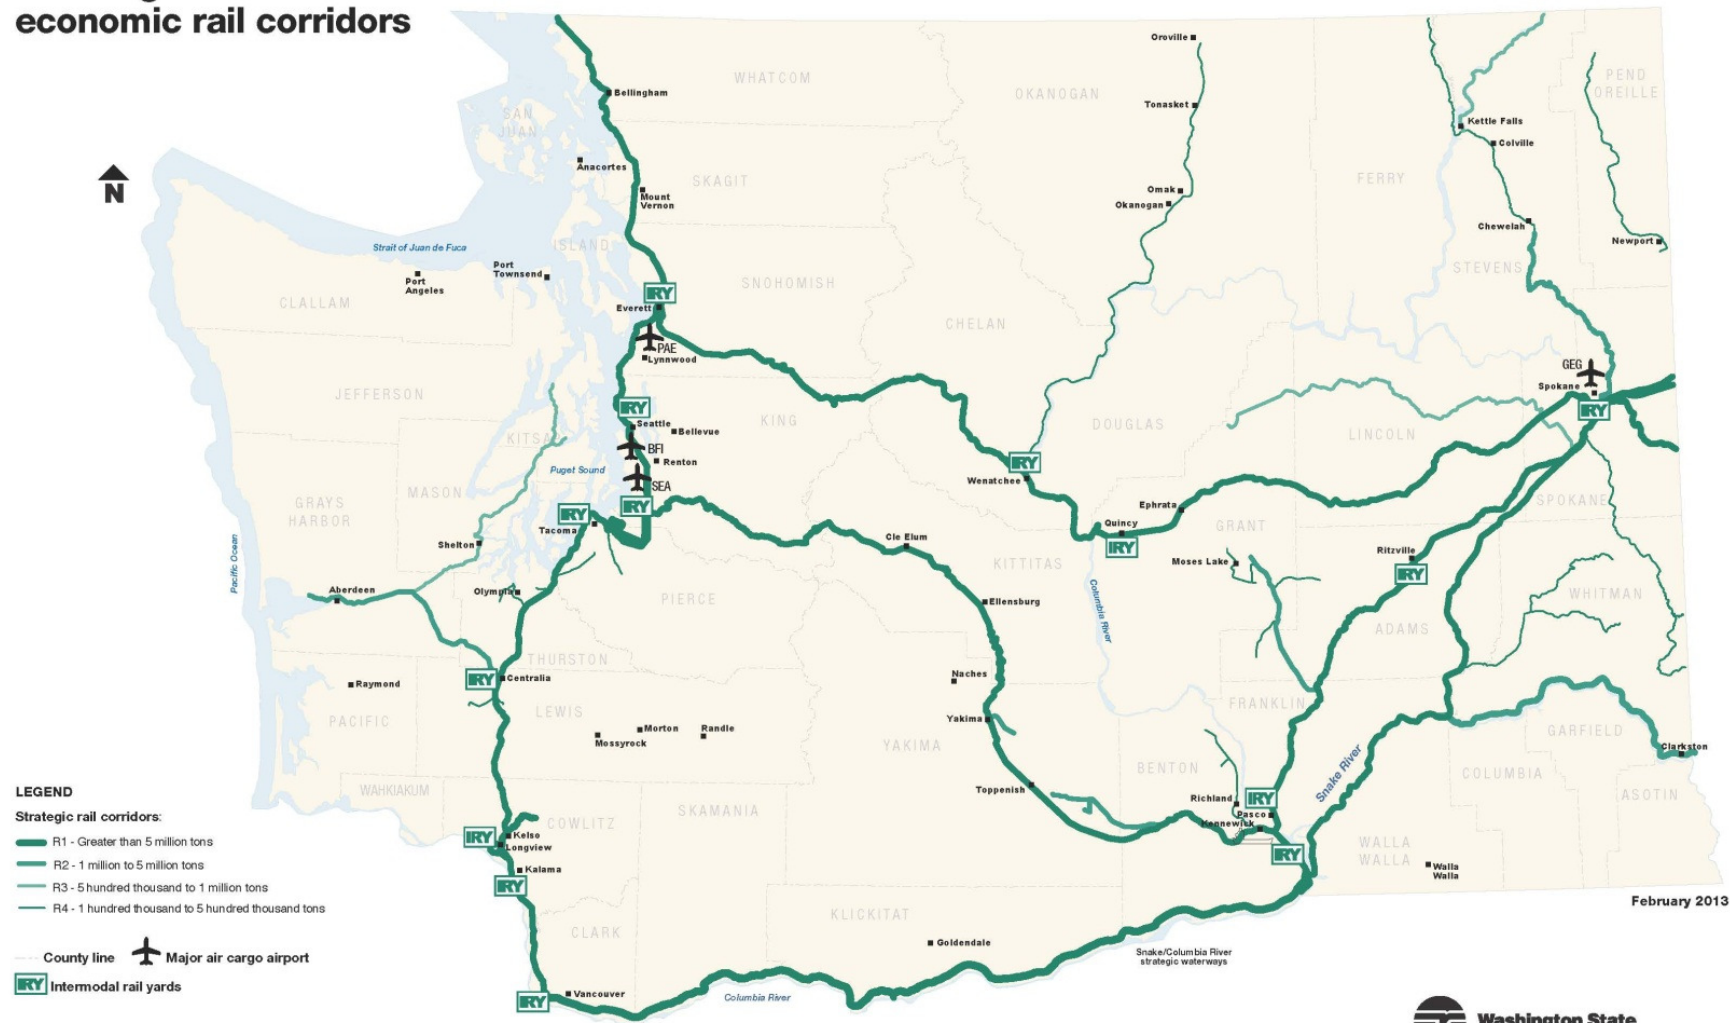 economic rail corridors
N
WHATCOM
OKANOGAN
PEND
OREILLE
SAN
JUAN
SKAGIT
FERRY
ISLAND
STEVENS
SNOHOMISH
CLALLAM
CHELAN
JEFFERSON
KITSAP
KING
DOUGLAS
LINCOLN
MASON
GRAYS
HARBOR
SPOKANE
GRANT
KITTITAS
PIERCE
WHITMAN
ADAMS
THURSTON
LEWIS
FRANKLIN
PACIFIC
GARFIELD
YAKIMA
BENTON
COLUMBIA
WAHKIAKUM
COWLITZ
SKAMANIA
ASOTIN
WALLA
WALLA
KLICKITAT
CLARK
Oroville
Bellingham
Tonasket
Kettle Falls
Colville
Anacortes
Mount
Vernon
Omak
Okanogan
Chewelah
Newport
Strait of Juan de Fuca
Port
Angeles
Port
Townsend
IRY
Everett
PAE
Lynnwood
GEG
Spokane
IRY
IRY
Seattle
Bellevue
BFI
Renton
Puget Sound
SEA
IRY
IRY
Tacoma
IRY
Wenatchee
Ephrata
Quincy
IRY
Cle Elum
Moses Lake
Ritzville
IRY
Shelton
Pacific Ocean
Aberdeen
Olympia
Ellensburg
Columbia River
IRY
Centralia
Raymond
Naches
Yakima
Morton
Mossyrock
Randle
Clarkston
Snake River
Toppenish
Richland
IRY
Pasco
Kennewick
IRY
IRY
Kelso
Longview
Kalama
IRY
Walla
Walla
Goldendale
Snake/Columbia River
strategic waterways
IRY
Vancouver
Columbia River
February 2013
LEGEND
Strategic rail corridors:
R1 - Greater than 5 million tons
R2 - 1 million to 5 million tons
R3 - 5 hundred thousand to 1 million tons
R4 - 1 hundred thousand to 5 hundred thousand tons
County line
Major air cargo airport
IRY Intermodal rail yards
Washington State